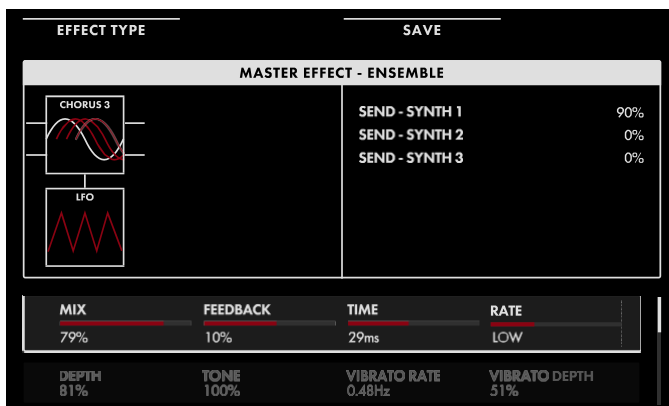 EFFECT TYPE SAVE
MASTER EFFECT - ENSEMBLE
CHORUS 3
LFO
SEND - SYNTH 1 90%
SEND - SYNTH 2 0%
SEND - SYNTH 3 0%
MIX FEEDBACK TIME RATE
79% 10% 29ms LOW
DEPTH TONE VIBRATO RATE VIBRATO DEPTH
81% 100% 0.48Hz 51%